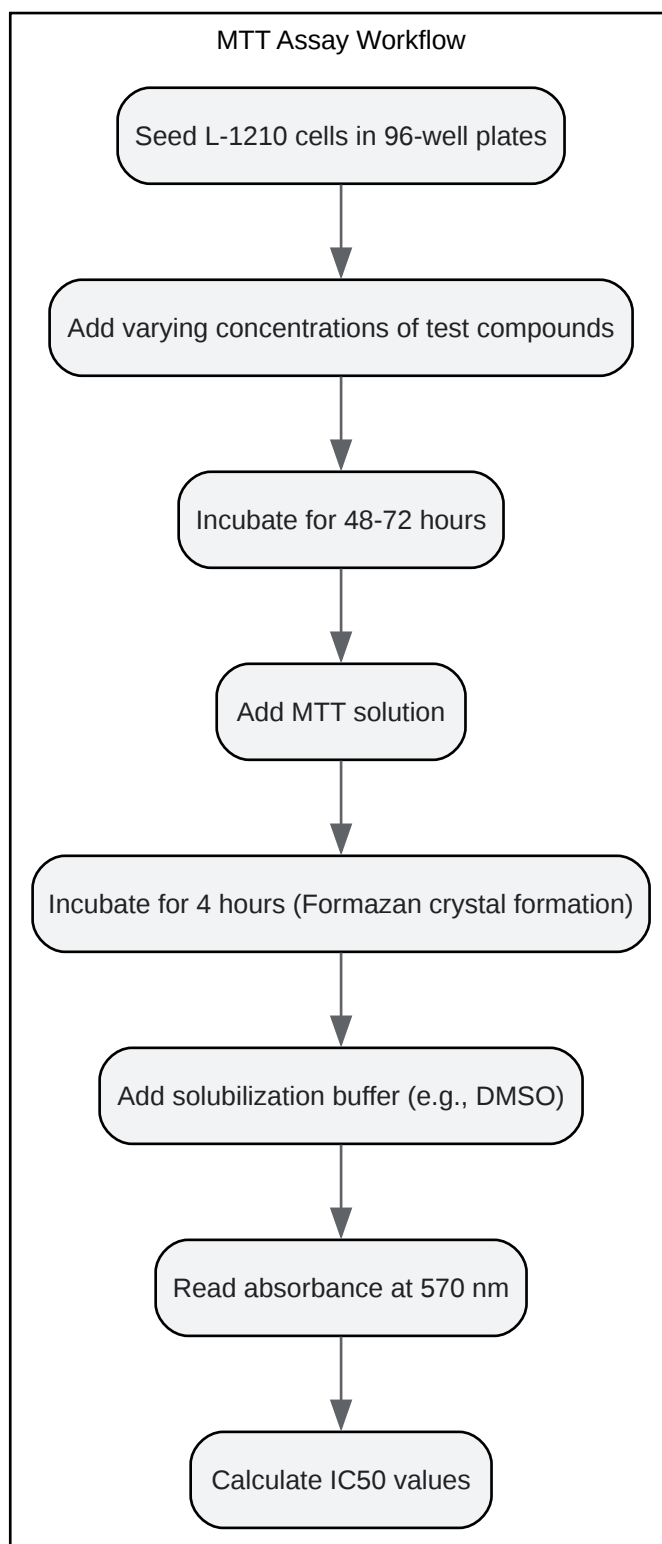 MTT Assay Workflow
Seed L-1210 cells in 96-well plates
Add varying concentrations of test compounds
Incubate for 48-72 hours
Add MTT solution
Incubate for 4 hours (Formazan crystal formation)
Add solubilization buffer (e.g., DMSO)
Read absorbance at 570 nm
Calculate IC50 values